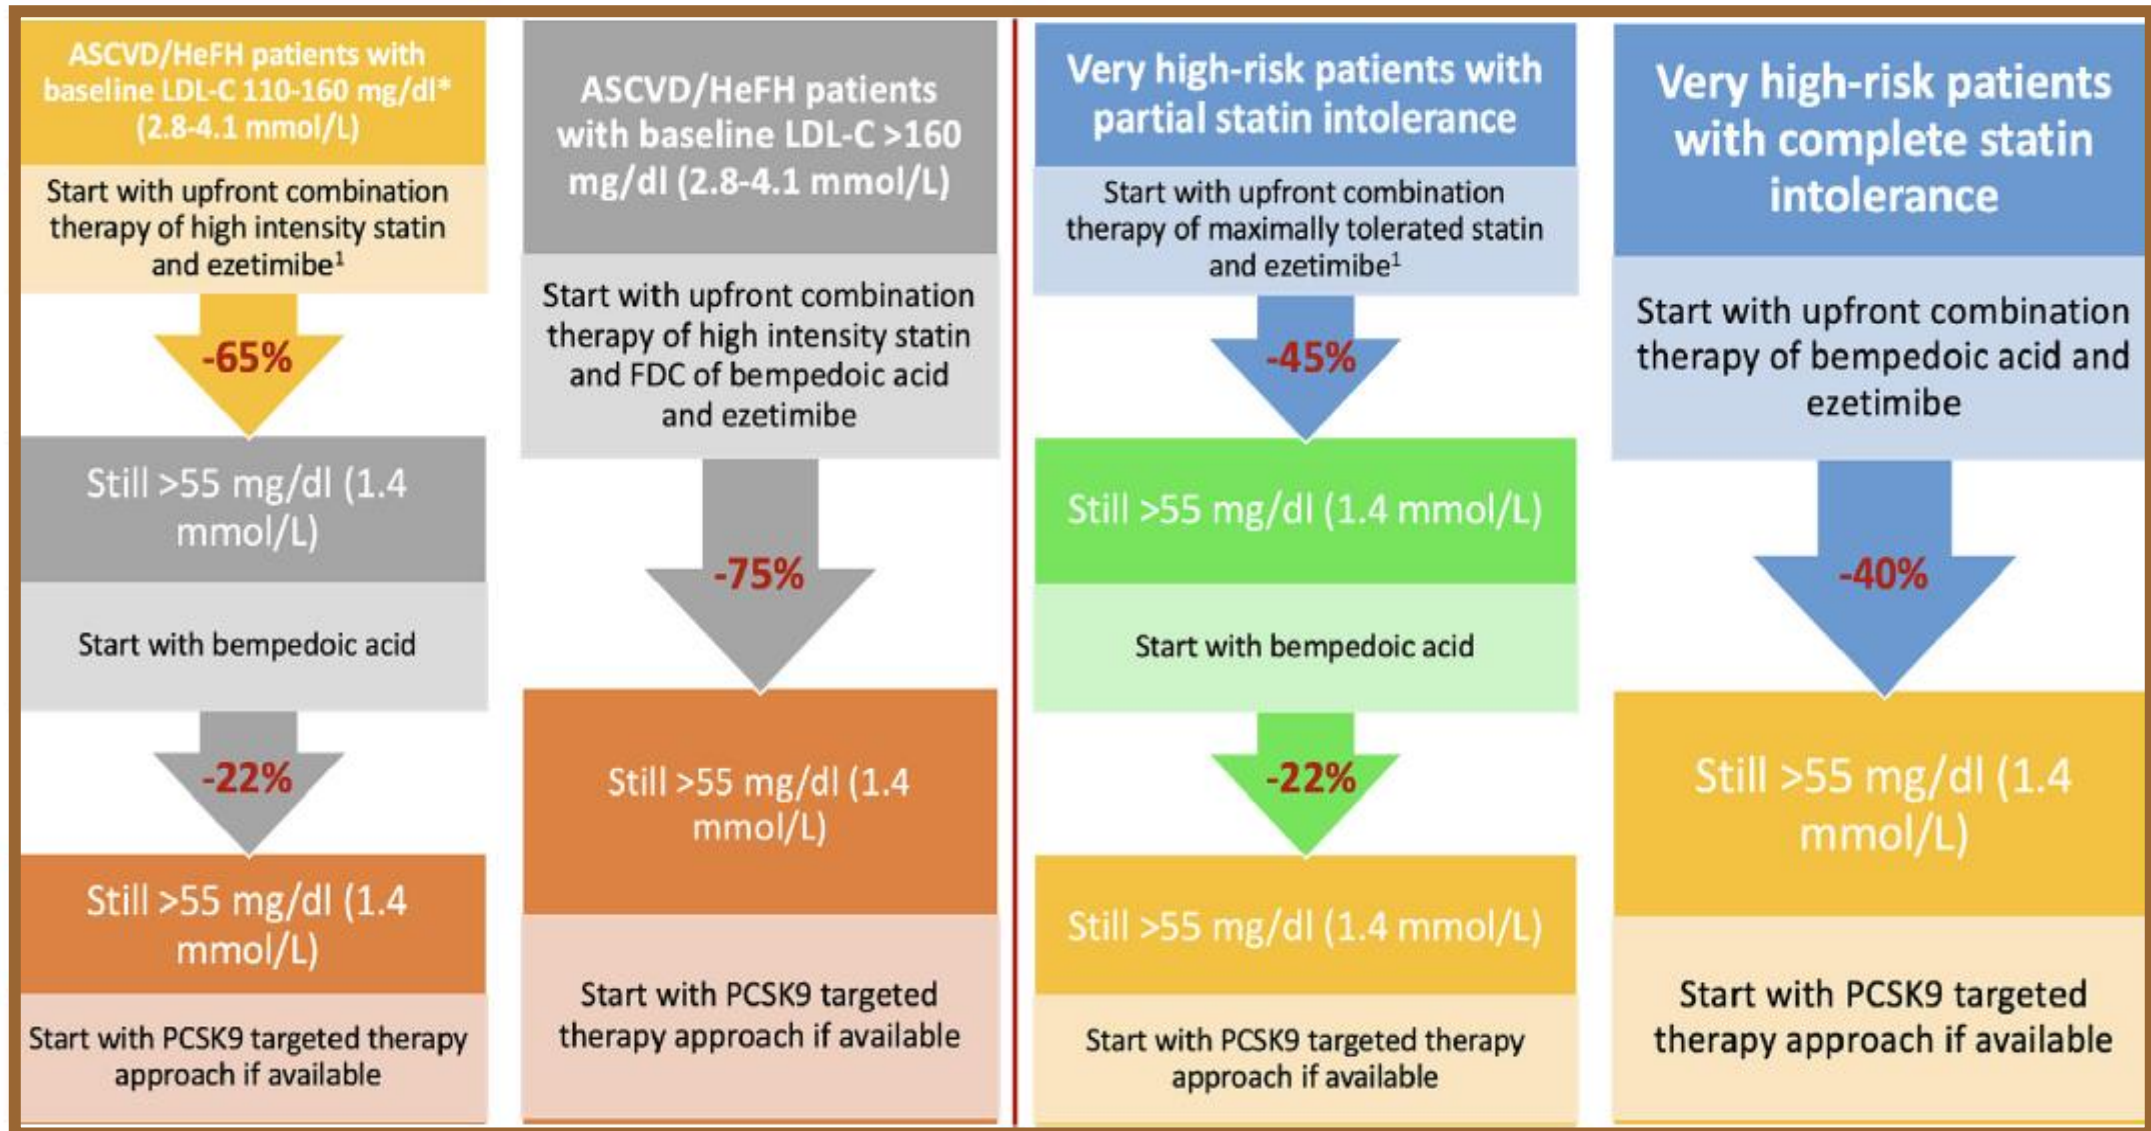 ASCVD/HeFH patients with
baseline LDL-C 110-160 mg/dl*
(2.8-4.1 mmol/L)
Start with upfront combination
therapy of high intensity statin
and ezetimibe¹
-65%
Still >55 mg/dl (1.4
mmol/L)
Start with bempedoic acid
-22%
Still >55 mg/dl (1.4
mmol/L)
Start with PCSK9 targeted therapy
approach if available
ASCVD/HeFH patients
with baseline LDL-C >160
mg/dl (2.8-4.1 mmol/L)
Start with upfront combination
therapy of high intensity statin
and FDC of bempedoic acid
and ezetimibe
-75%
Still >55 mg/dl (1.4
mmol/L)
Start with PCSK9 targeted
therapy approach if available
Very high-risk patients with
partial statin intolerance
Start with upfront combination
therapy of maximally tolerated statin
and ezetimibe¹
-45%
Still >55 mg/dl (1.4 mmol/L)
Start with bempedoic acid
-22%
Still >55 mg/dl (1.4 mmol/L)
Start with PCSK9 targeted therapy
approach if available
Very high-risk patients
with complete statin
intolerance
Start with upfront combination
therapy of bempedoic acid and
ezetimibe
-40%
Still >55 mg/dl (1.4
mmol/L)
Start with PCSK9 targeted
therapy approach if available